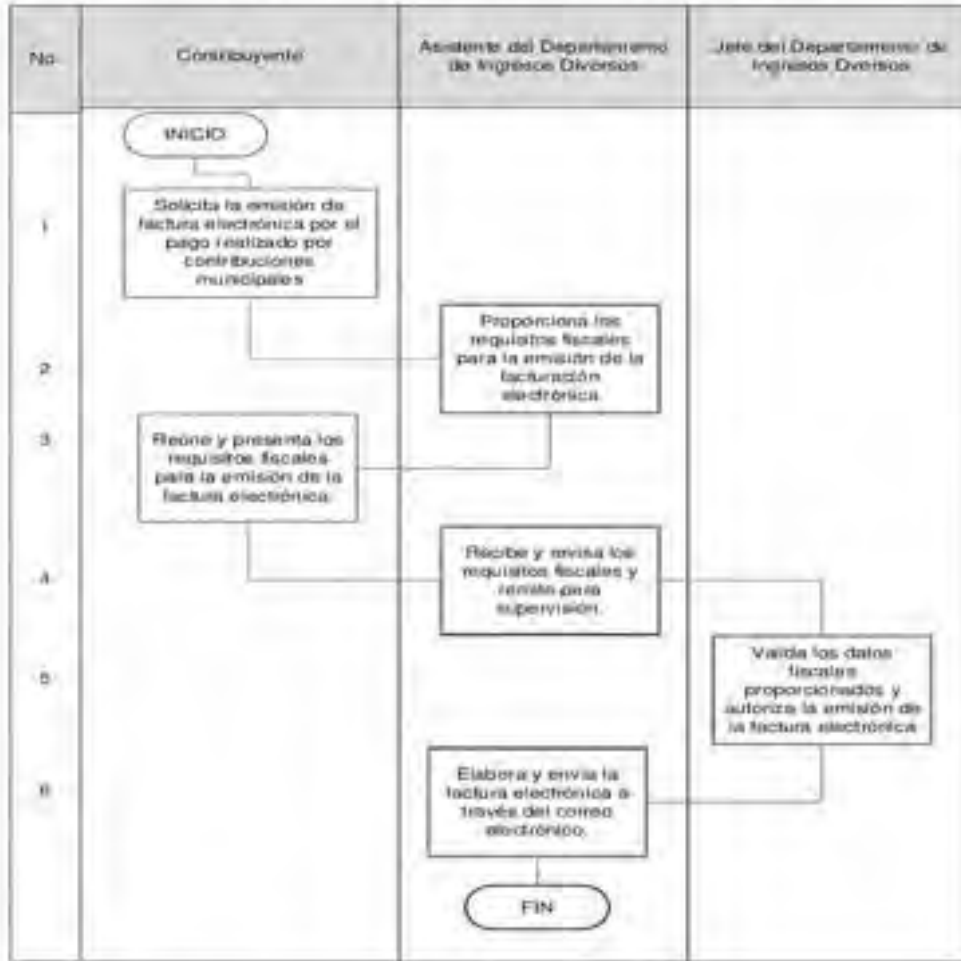 No.
Contribuyente
Asistente del Departamento
de Ingresos Diversos
Jefe del Departamento de
Ingresos Diversos
INICIO
1
Solicita la emisión de
factura electrónica por el
pago realizado por
contribuciones
municipales
2
Proporciona los
requisitos fiscales
para la emisión de la
facturación
electrónica.
3
Reúne y presenta los
requisitos fiscales
para la emisión de la
factura electrónica.
4
Recibe y revisa los
requisitos fiscales y
remite para
supervisión.
5
Valida los datos
fiscales
proporcionados y
autoriza la emisión de
la factura electrónica
6
Elabora y envía la
factura electrónica a
través del correo
electrónico.
FIN